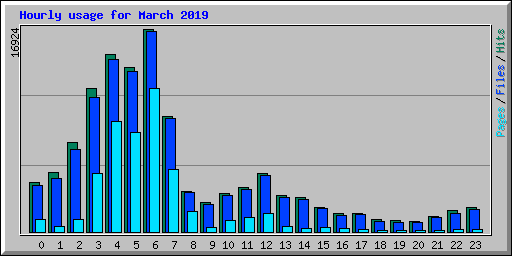 Hourly usage for March 2019
16924
Pages / Files / Hits
0 1 2 3 4 5 6 7 8 9 10 11 12 13 14 15 16 17 18 19 20 21 22 23